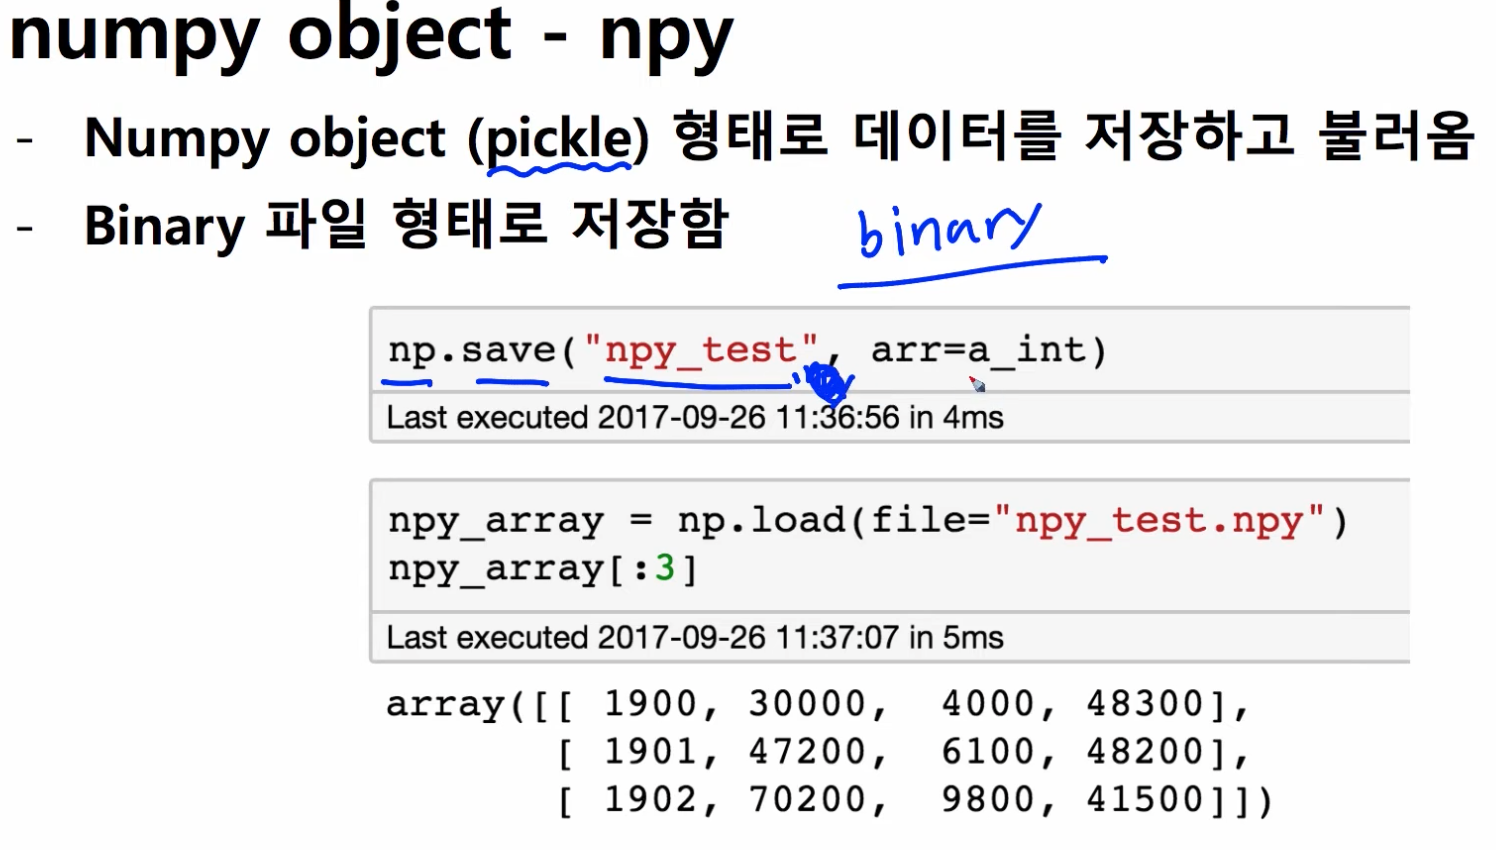 numpy object - npy
- Numpy object (pickle) 형태로 데이터를 저장하고 불러옴
- Binary 파일 형태로 저장함
binary
np.save("npy_test", arr=a_int)
Last executed 2017-09-26 11:36:56 in 4ms
npy_array = np.load(file="npy_test.npy")
npy_array[:3]
Last executed 2017-09-26 11:37:07 in 5ms
array([[ 1900, 30000,  4000, 48300],
       [ 1901, 47200,  6100, 48200],
       [ 1902, 70200,  9800, 41500]])